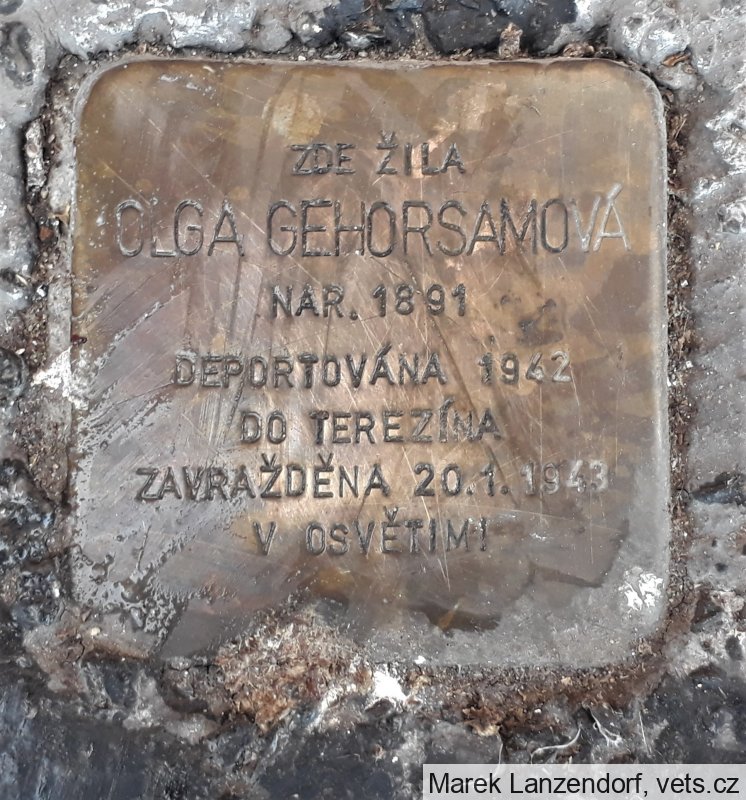 ZDE ŽILA
OLGA GEHORSAMOVÁ
NAR. 1891
DEPORTOVÁNA 1942
DO TEREZÍNA
ZAVRAŽDĚNA 20.1.1943
V OSVĚTIMI
Marek Lanzendorf, vets.cz